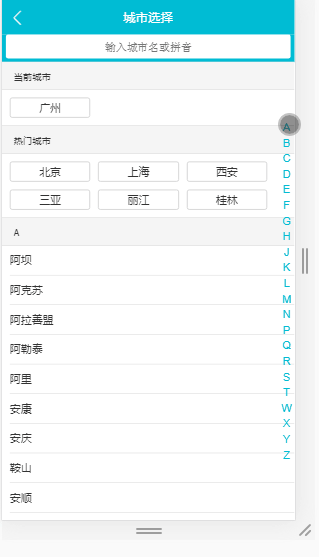 城市选择
输入城市名或拼音
当前城市
广州
热门城市
北京 上海 西安
三亚 丽江 桂林
A
阿坝
阿克苏
阿拉善盟
阿勒泰
阿里
安康
安庆
鞍山
安顺
A
B
C
D
E
F
G
H
J
K
L
M
N
P
Q
R
S
T
W
X
Y
Z